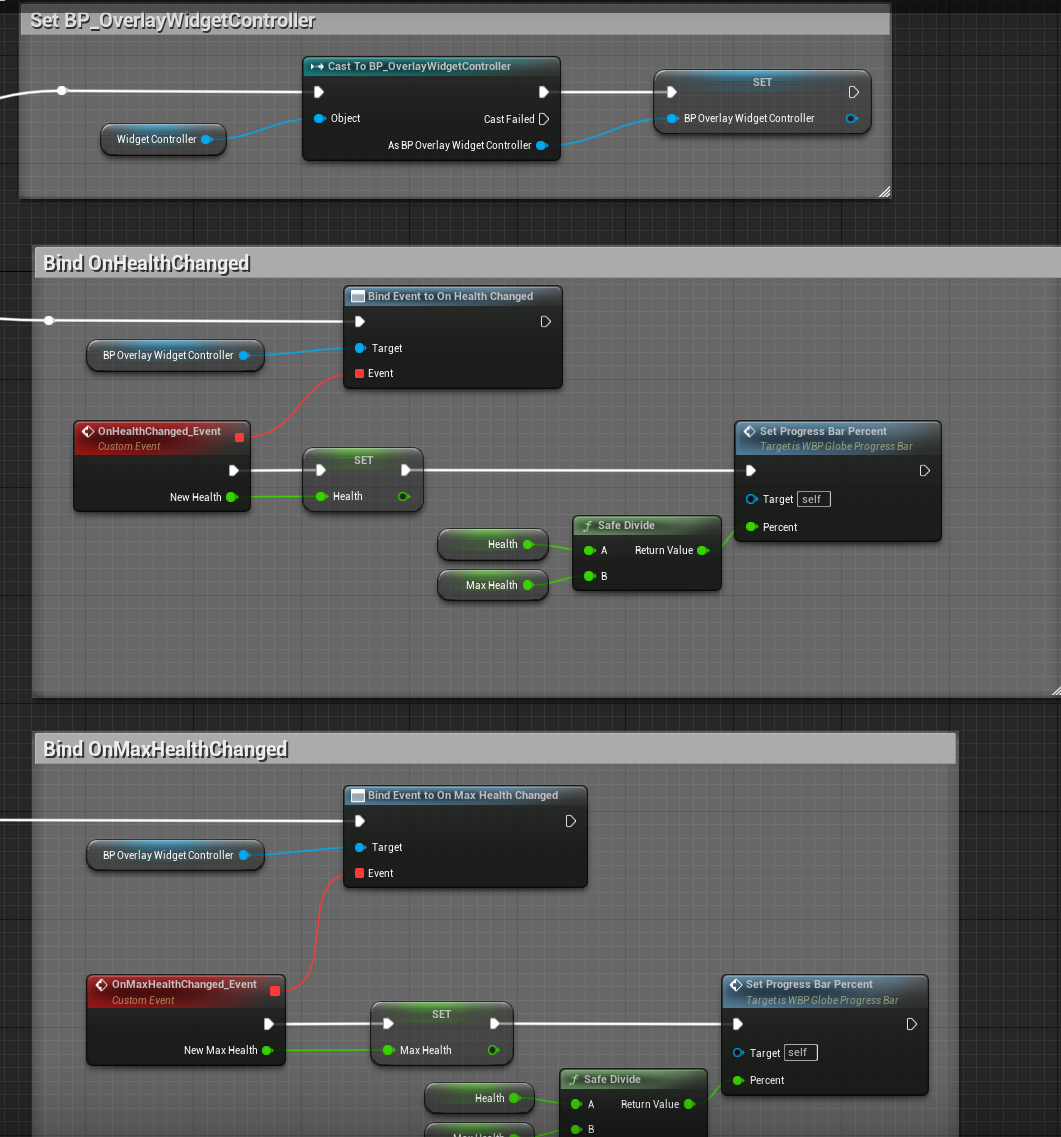 Set BP_OverlayWidgetController
Cast To BP_OverlayWidgetController
SET
Widget Controller
Object
Cast Failed
As BP Overlay Widget Controller
BP Overlay Widget Controller
Bind OnHealthChanged
Bind Event to On Health Changed
BP Overlay Widget Controller
Target
Event
OnHealthChanged_Event
Custom Event
New Health
SET
Health
Set Progress Bar Percent
Target is WBP Globe Progress Bar
Target self
Percent
Health
Max Health
f Safe Divide
A Return Value
B
Bind OnMaxHealthChanged
Bind Event to On Max Health Changed
BP Overlay Widget Controller
Target
Event
OnMaxHealthChanged_Event
Custom Event
New Max Health
SET
Max Health
Set Progress Bar Percent
Target is WBP Globe Progress Bar
Target self
Percent
Health
Max Health
f Safe Divide
A Return Value
B